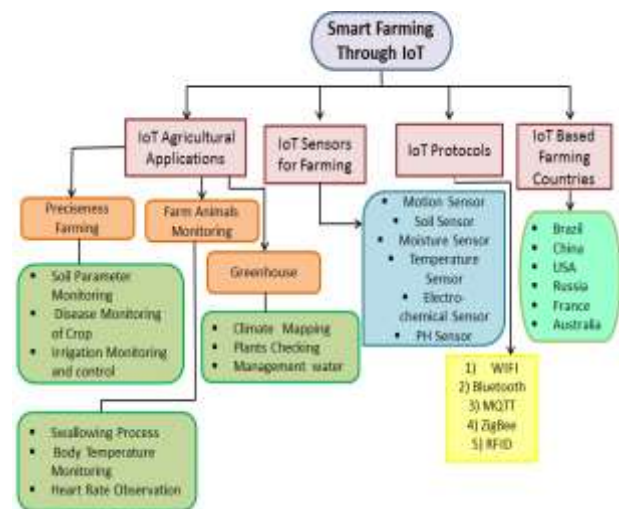 Smart Farming
Through IoT
IoT Agricultural
Applications
IoT Sensors
for Farming
IoT Protocols
IoT Based
Farming
Countries
Preciseness
Farming
Farm Animals
Monitoring
Greenhouse
▪ Soil Parameter
Monitoring
▪ Disease Monitoring
of Crop
▪ Irrigation Monitoring
and control
▪ Climate Mapping
▪ Plants Checking
▪ Management water
▪ Swallowing Process
▪ Body Temperature
Monitoring
▪ Heart Rate Observation
▪ Motion Sensor
▪ Soil Sensor
▪ Moisture Sensor
▪ Temperature
Sensor
▪ Electro-
chemical Sensor
▪ PH Sensor
1) WIFI
2) Bluetooth
3) MQTT
4) ZigBee
5) RFID
▪ Brazil
▪ China
▪ USA
▪ Russia
▪ France
▪ Australia